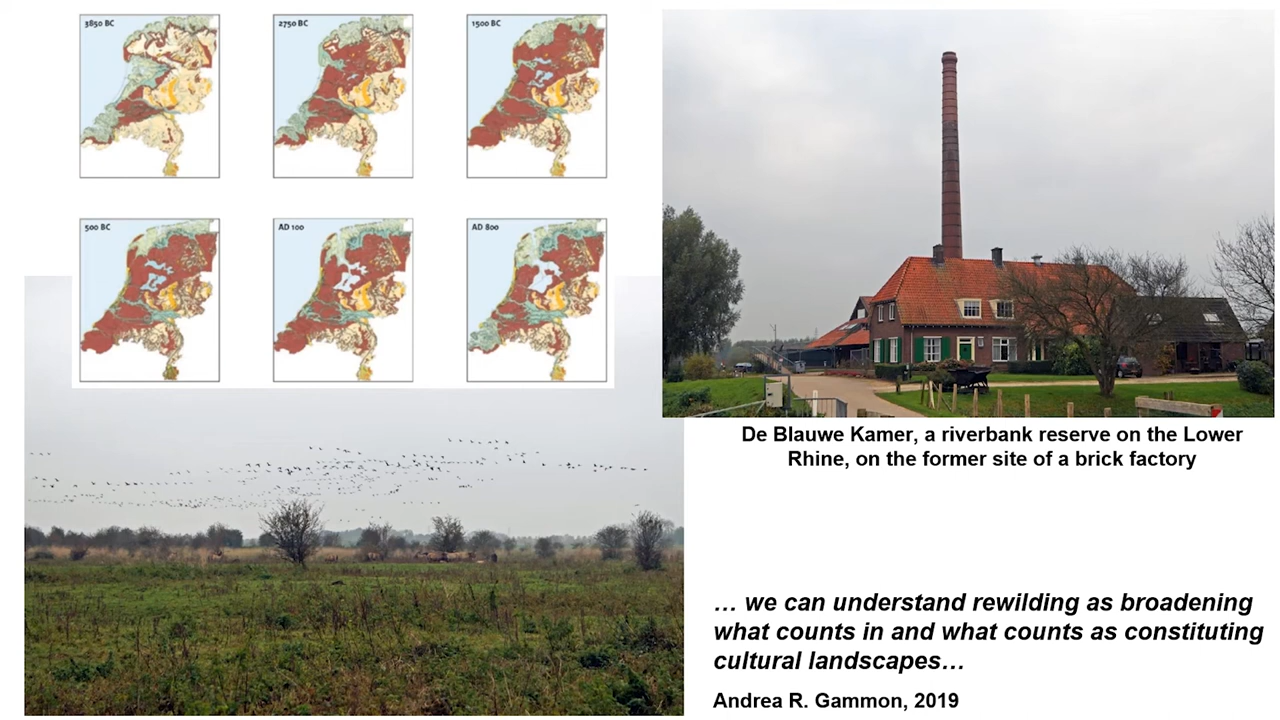 3850 BC
2750 BC
1500 BC
500 BC
AD 100
AD 800
De Blauwe Kamer, a riverbank reserve on the Lower
Rhine, on the former site of a brick factory
… we can understand rewilding as broadening
what counts in and what counts as constituting
cultural landscapes…
Andrea R. Gammon, 2019